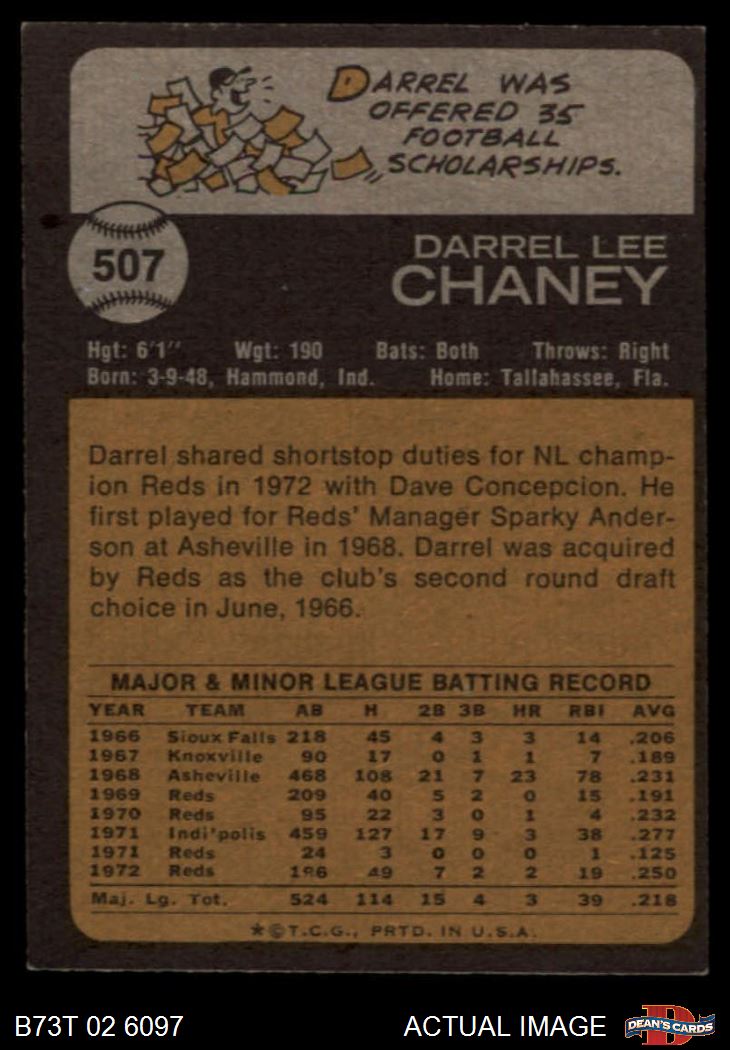 DARREL WAS
OFFERED 35
FOOTBALL
SCHOLARSHIPS.
507
DARREL LEE
CHANEY
Hgt: 6'1" Wgt: 190 Bats: Both Throws: Right
Born: 3-9-48, Hammond, Ind. Home: Tallahassee, Fla.
Darrel shared shortstop duties for NL champ-
ion Reds in 1972 with Dave Concepcion. He
first played for Reds' Manager Sparky Ander-
son at Asheville in 1968. Darrel was acquired
by Reds as the club's second round draft
choice in June, 1966.
MAJOR & MINOR LEAGUE BATTING RECORD
YEAR TEAM AB H 2B 3B HR RBI AVG
1966 Sioux Falls 218 45 4 3 3 14 .206
1967 Knoxville 90 17 0 1 1 7 .189
1968 Asheville 468 108 21 7 23 78 .231
1969 Reds 209 40 5 2 0 15 .191
1970 Reds 95 22 3 0 1 4 .232
1971 Indi'polis 459 127 17 9 3 38 .277
1971 Reds 24 3 0 0 0 1 .125
1972 Reds 196 49 7 2 2 19 .250
Maj. Lg. Tot. 524 114 15 4 3 39 .218
*©T.C.G., PRTD. IN U.S.A.
B73T 02 6097 ACTUAL IMAGE DEAN'S CARDS